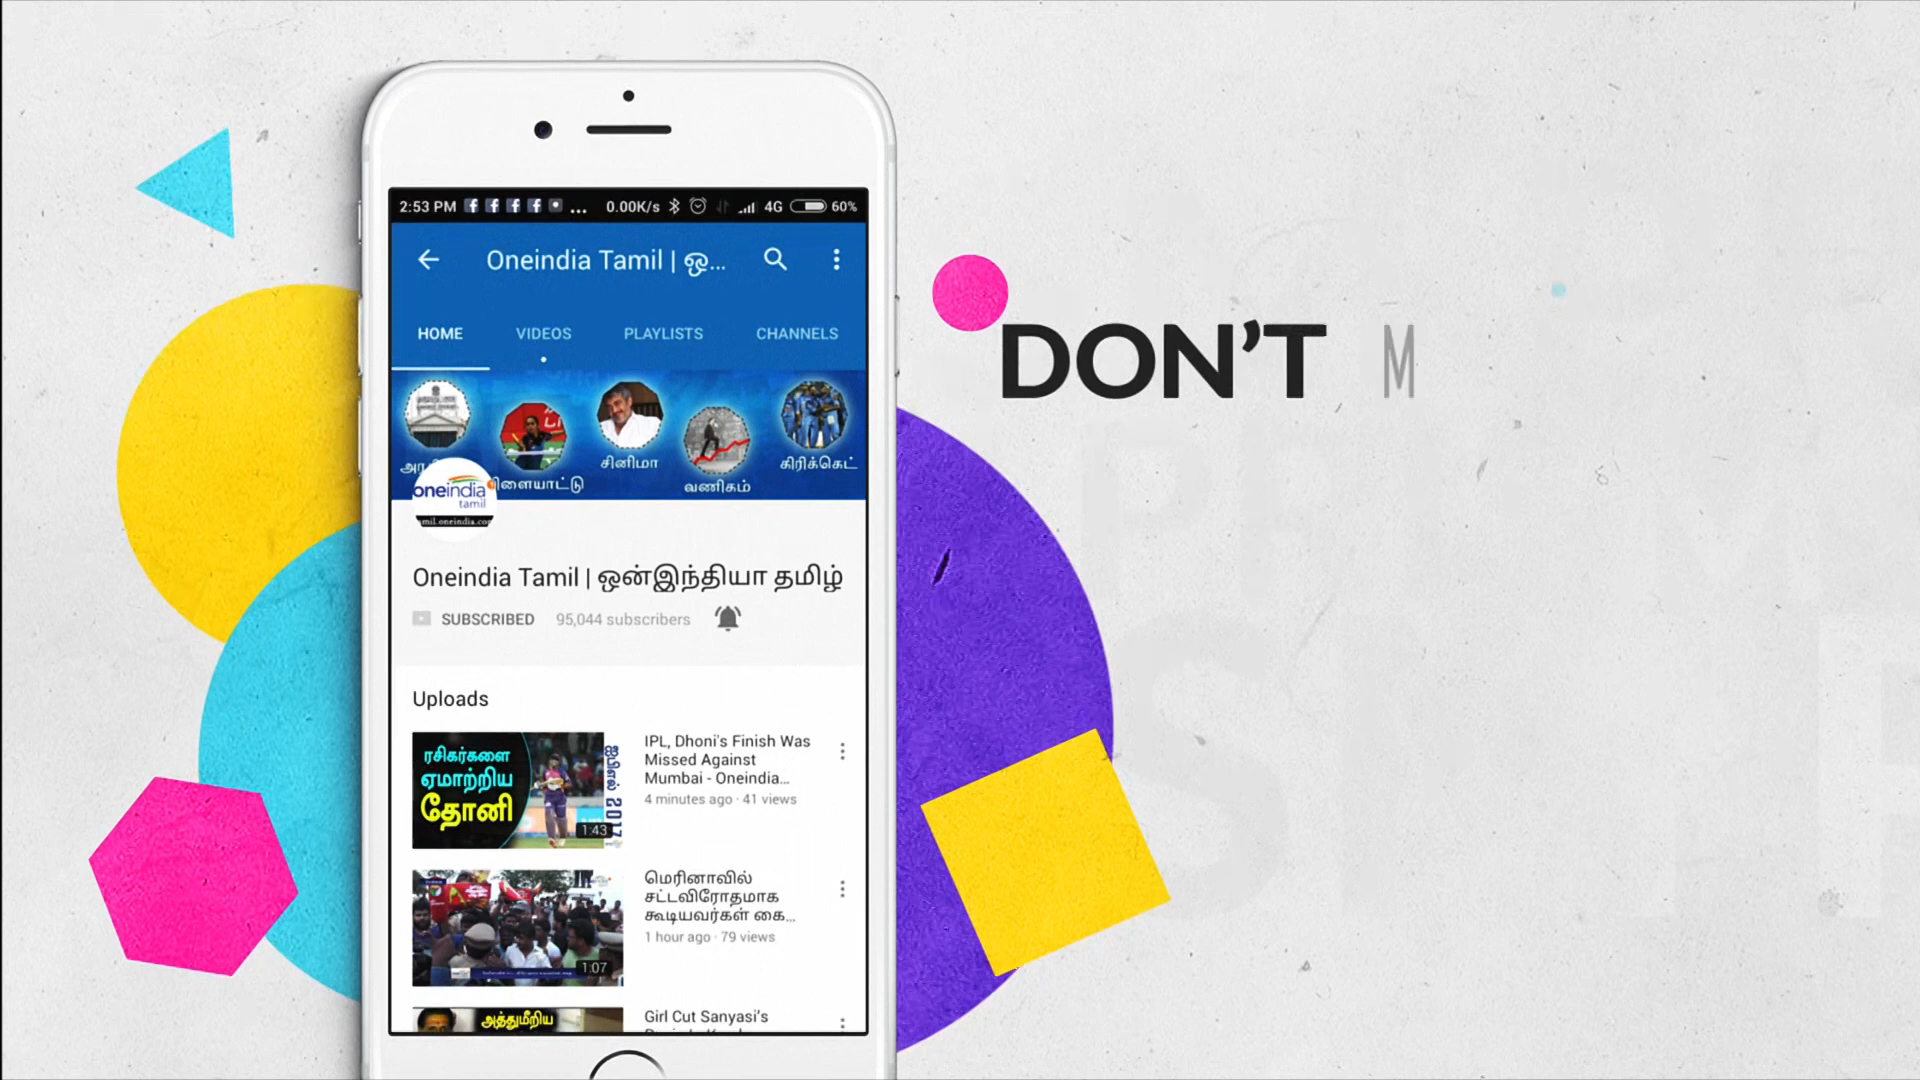 2:53 PM ... 0.00K/s 4G 60%
Oneindia Tamil | ஒ...
HOME VIDEOS PLAYLISTS CHANNELS
சினிமா
கிரிக்கெட்
வணிகம்
oneindia
tamil
Oneindia Tamil | ஒன்இந்தியா தமிழ்
SUBSCRIBED 95,044 subscribers
Uploads
ரசிகர்களை
ஏமாற்றிய
தோனி
ஐபிஎல் 2017
1:43
IPL, Dhoni's Finish Was
Missed Against
Mumbai - Oneindia...
4 minutes ago · 41 views
மெரினாவில்
சட்டவிரோதமாக
கூடியவர்கள் கை...
1 hour ago · 79 views
1:07
அத்துமீறிய
Girl Cut Sanyasi's
DON'T M